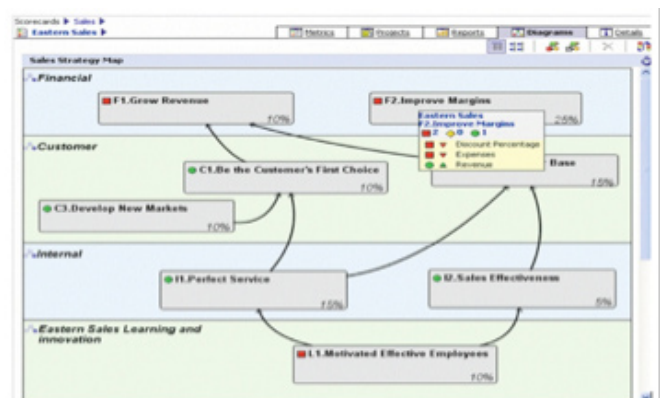 Scorecards Sales
Eastern Sales
Metrics Projects Reports Diagrams Details
Sales Strategy Map
Financial
F1.Grow Revenue
10%
F2.Improve Margins
25%
Eastern Sales
F2.Improve Margins
2 0 1
Discount Percentage
Expenses
Revenue
Customer
C1.Be the Customer's First Choice
10%
Base
15%
C3.Develop New Markets
10%
Internal
I1.Perfect Service
15%
I2.Sales Effectiveness
5%
Eastern Sales Learning and
innovation
L1.Motivated Effective Employees
10%